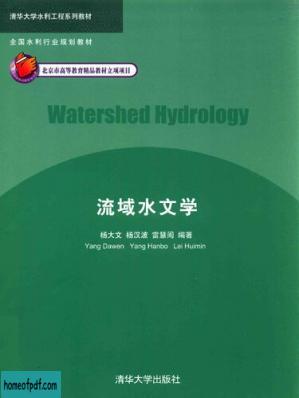 清华大学水利工程系列教材
全国水利行业规划教材
北京市高等教育精品教材立项项目
Watershed Hydrology
流域水文学
杨大文 杨汉波 雷慧闽 编著
Yang Dawen Yang Hanbo Lei Huimin
清华大学出版社
homeofpdf.com